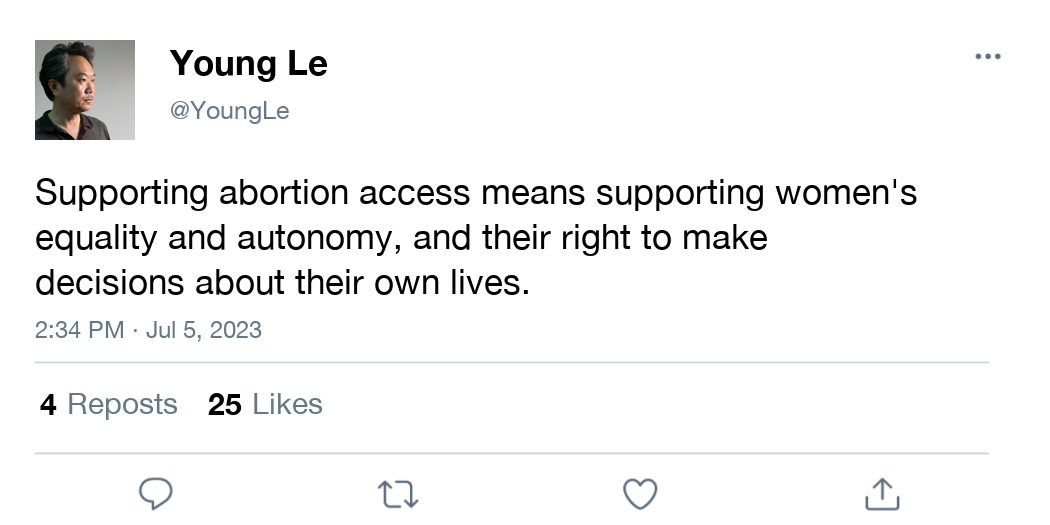 Young Le
@YoungLe
Supporting abortion access means supporting women's
equality and autonomy, and their right to make
decisions about their own lives.
2:34 PM · Jul 5, 2023
4 Reposts 25 Likes